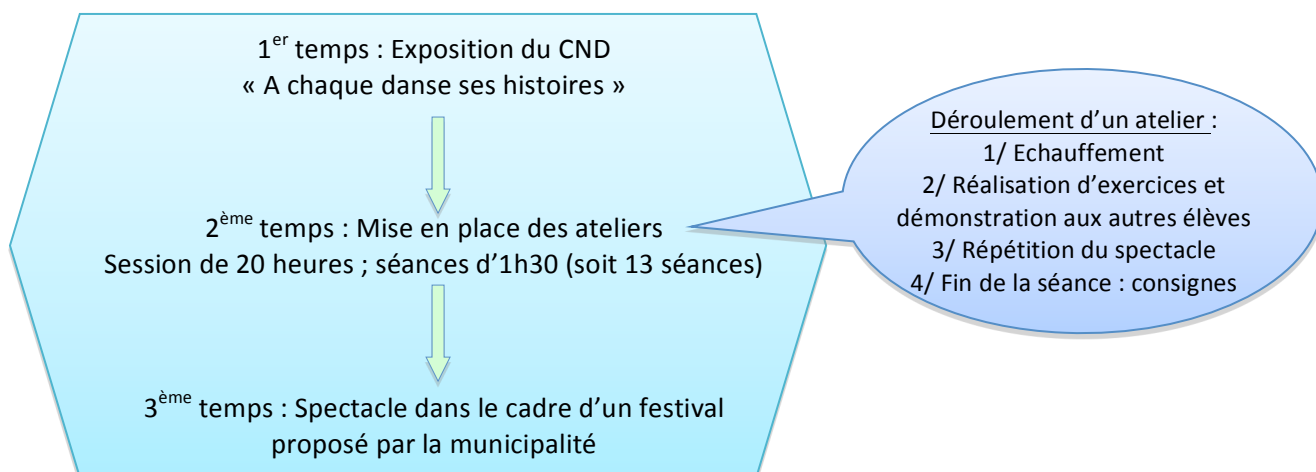 1er temps : Exposition du CND
« A chaque danse ses histoires »
2ème temps : Mise en place des ateliers
Session de 20 heures ; séances d’1h30 (soit 13 séances)
3ème temps : Spectacle dans le cadre d’un festival
proposé par la municipalité
Déroulement d’un atelier :
1/ Echauffement
2/ Réalisation d’exercices et
démonstration aux autres élèves
3/ Répétition du spectacle
4/ Fin de la séance : consignes